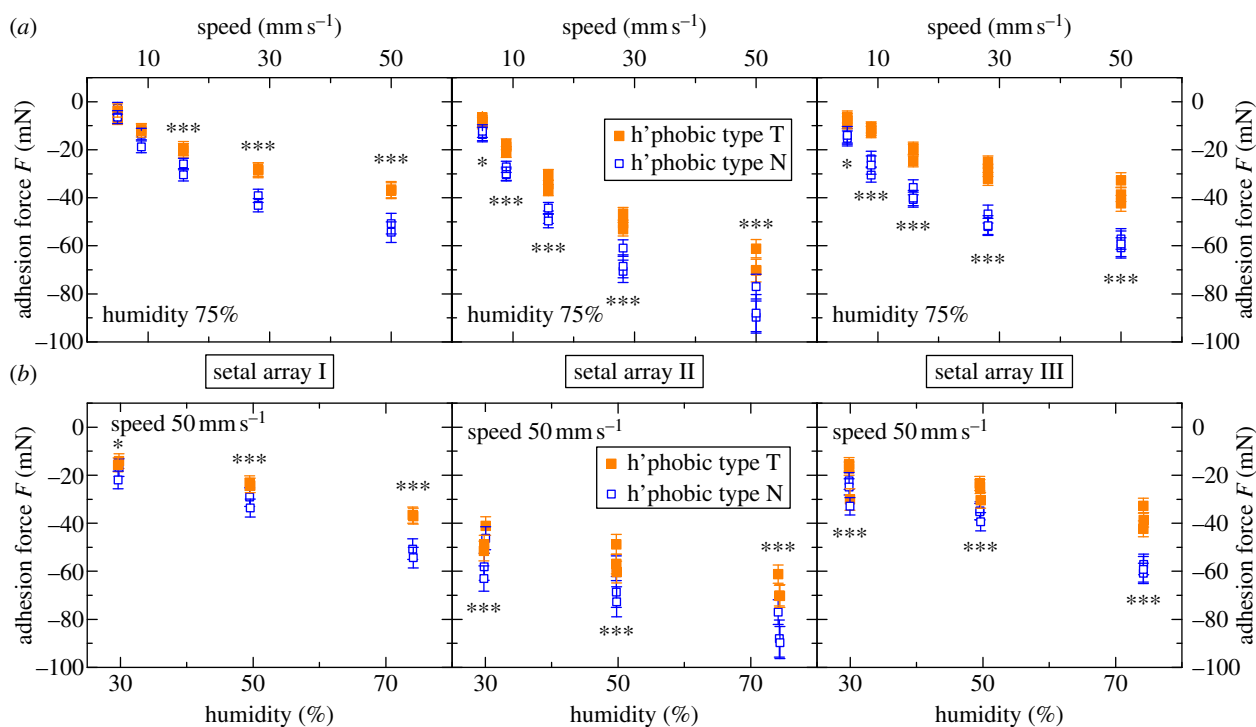 (a)
speed (mm s⁻¹) speed (mm s⁻¹) speed (mm s⁻¹)
10 30 50 10 30 50 10 30 50
adhesion force F (mN)
0 –20 –40 –60 –80 –100
*** *** ***
humidity 75%
h'phobic type T
h'phobic type N
* *** *** *** ***
humidity 75%
* *** *** *** ***
humidity 75%
0 –20 –40 –60 –80 –100
adhesion force F (mN)
setal array I setal array II setal array III
(b)
adhesion force F (mN)
0 –20 –40 –60 –80 –100
speed 50 mm s⁻¹
* *** ***
speed 50 mm s⁻¹
h'phobic type T
h'phobic type N
*** *** ***
speed 50 mm s⁻¹
*** *** ***
0 –20 –40 –60 –80 –100
adhesion force F (mN)
30 50 70 30 50 70 30 50 70
humidity (%) humidity (%) humidity (%)